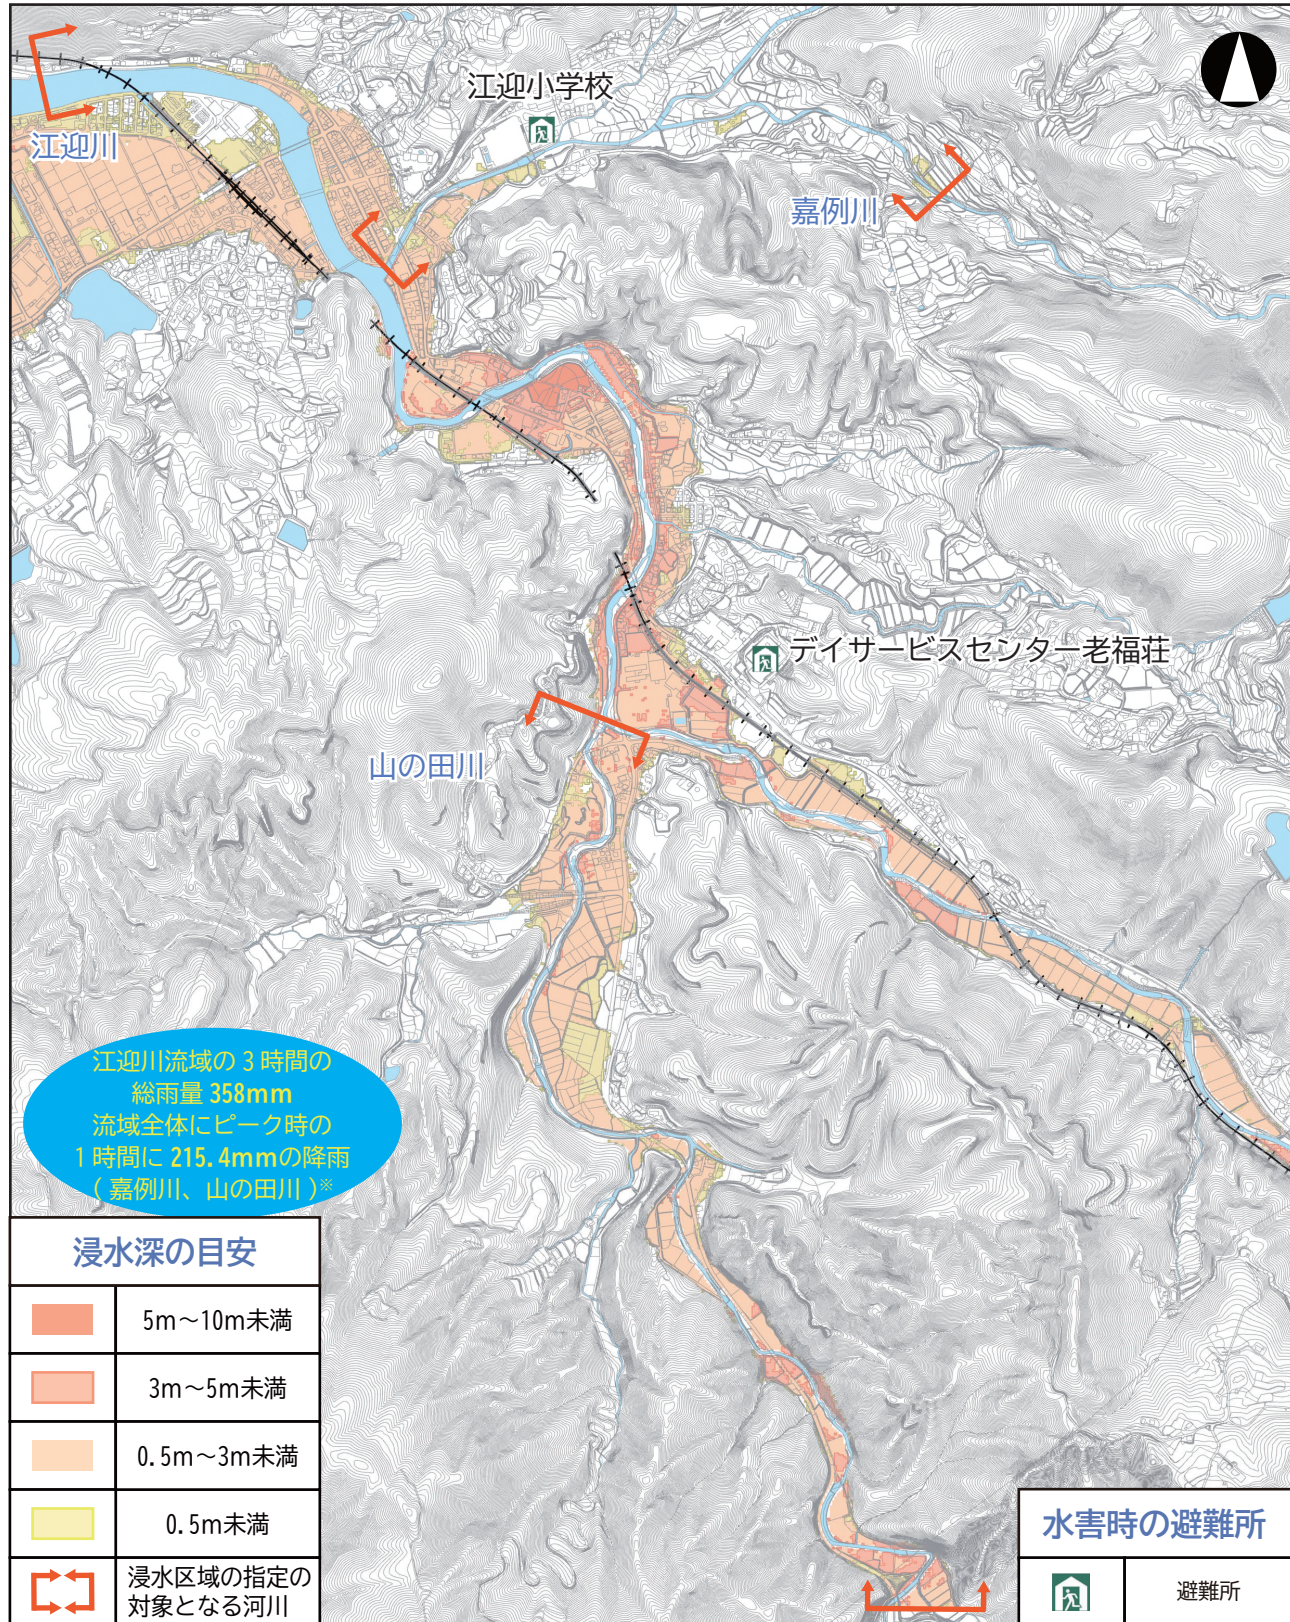 江迎小学校
江迎川
嘉例川
デイサービスセンター老福荘
山の田川
江迎川流域の3時間の
総雨量358mm
流域全体にピーク時の
1時間に215.4mmの降雨
(嘉例川、山の田川)※
浸水深の目安
5m～10m未満
3m～5m未満
0.5m～3m未満
0.5m未満
浸水区域の指定の
対象となる河川
水害時の避難所
避難所